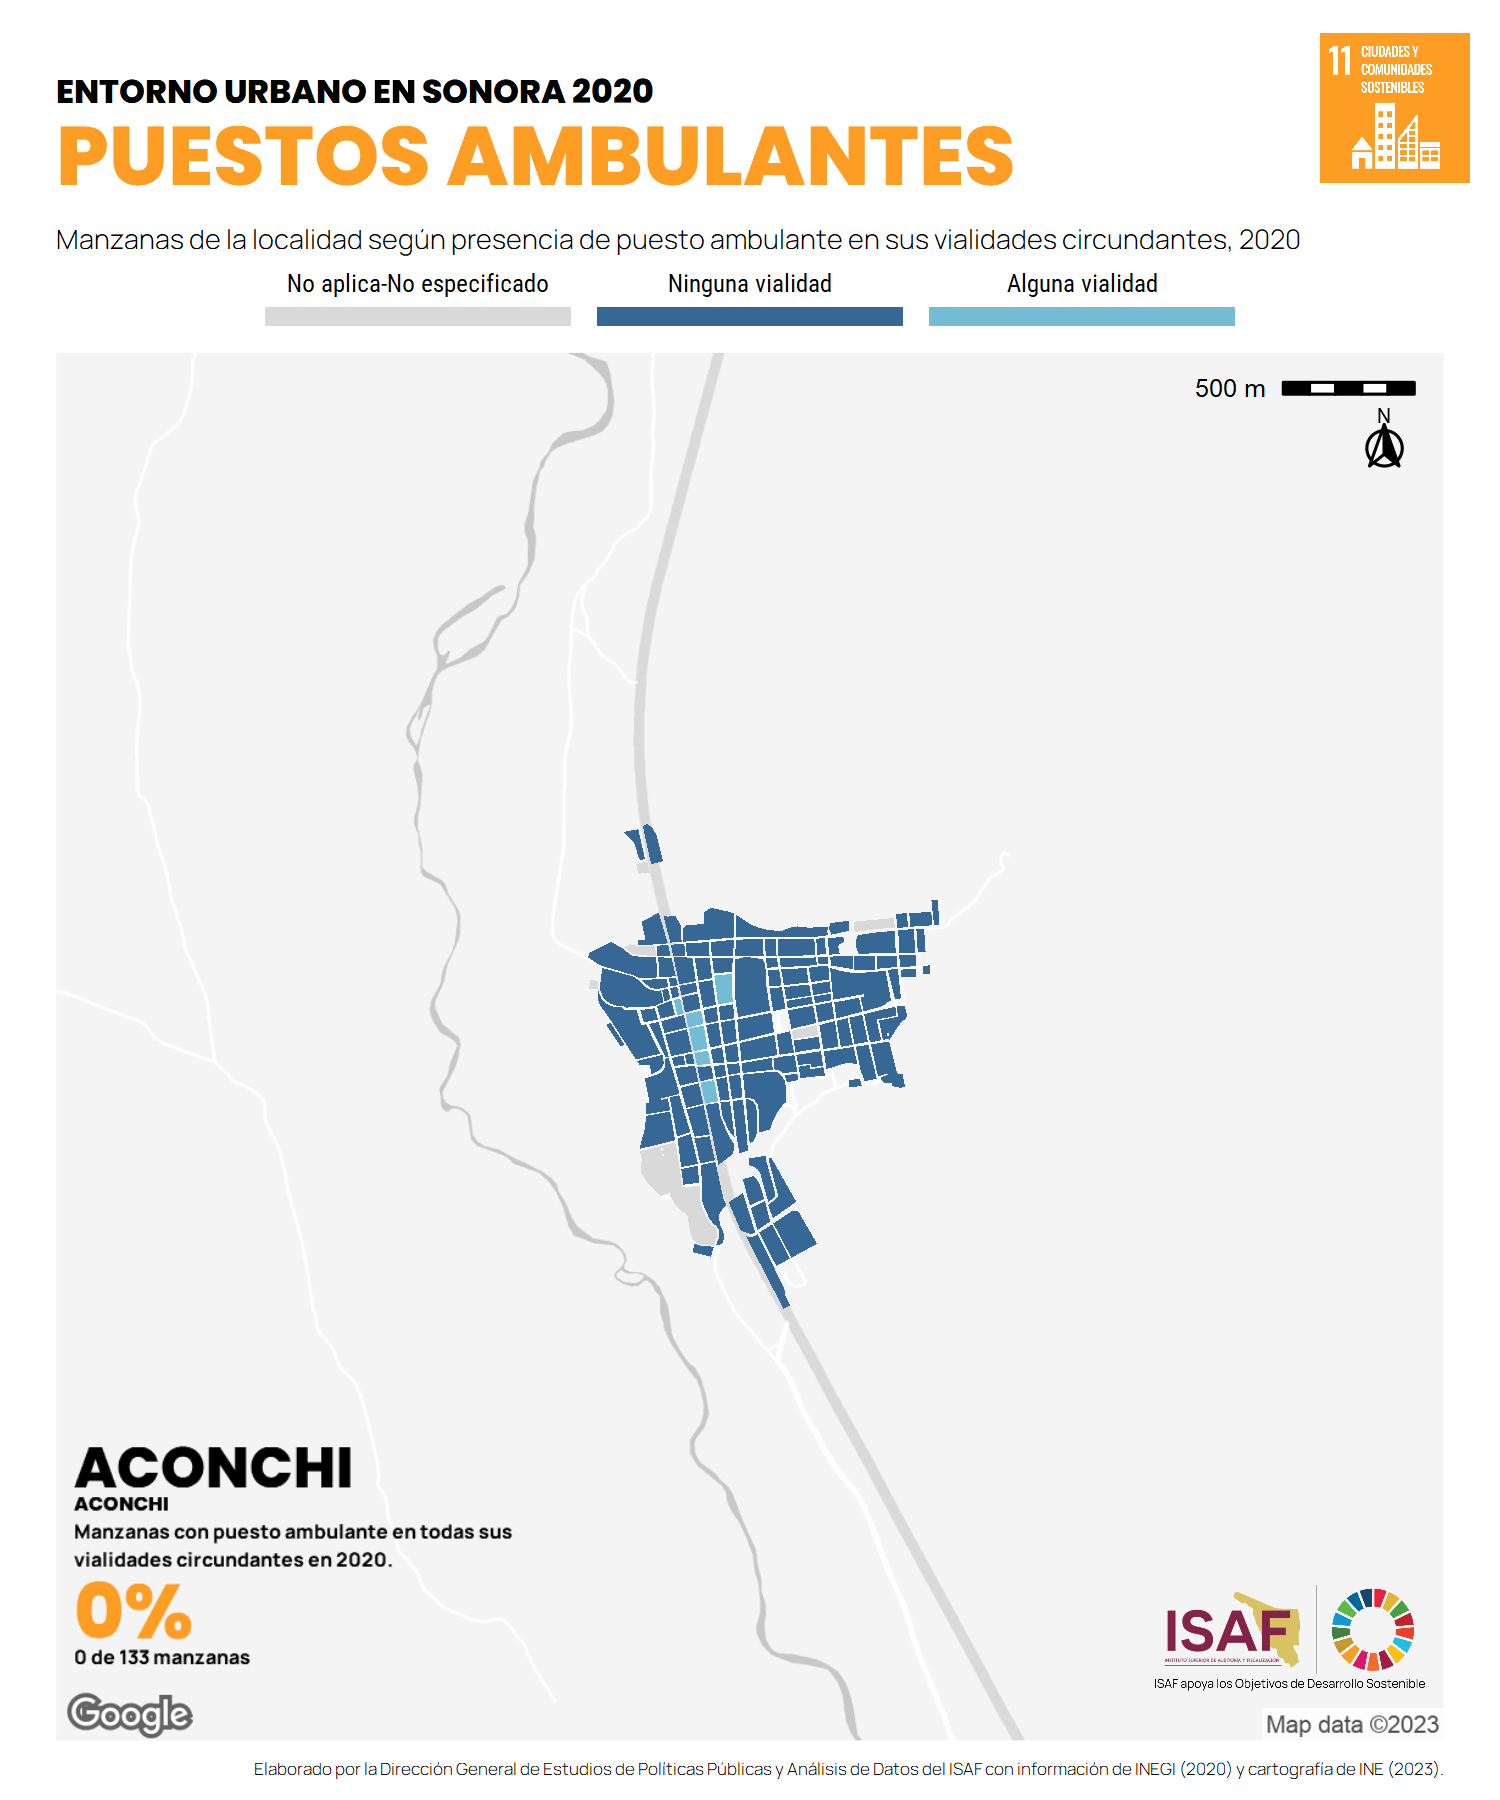 ENTORNO URBANO EN SONORA 2020
PUESTOS AMBULANTES
11 CIUDADES Y
COMUNIDADES
SOSTENIBLES
Manzanas de la localidad según presencia de puesto ambulante en sus vialidades circundantes, 2020
No aplica-No especificado Ninguna vialidad Alguna vialidad
500 m
N
ACONCHI
ACONCHI
Manzanas con puesto ambulante en todas sus
vialidades circundantes en 2020.
0%
0 de 133 manzanas
Google
ISAF
INSTITUTO SUPERIOR DE AUDITORÍA Y FISCALIZACIÓN
ISAF apoya los Objetivos de Desarrollo Sostenible
Map data ©2023
Elaborado por la Dirección General de Estudios de Políticas Públicas y Análisis de Datos del ISAF con información de INEGI (2020) y cartografía de INE (2023).